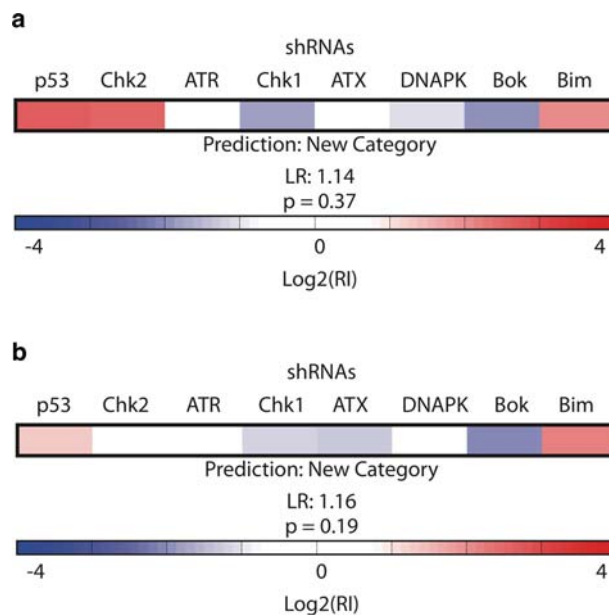 a
shRNAs
p53 Chk2 ATR Chk1 ATX DNAPK Bok Bim
Prediction: New Category
LR: 1.14
p = 0.37
-4 0 4
Log2(RI)
b
shRNAs
p53 Chk2 ATR Chk1 ATX DNAPK Bok Bim
Prediction: New Category
LR: 1.16
p = 0.19
-4 0 4
Log2(RI)